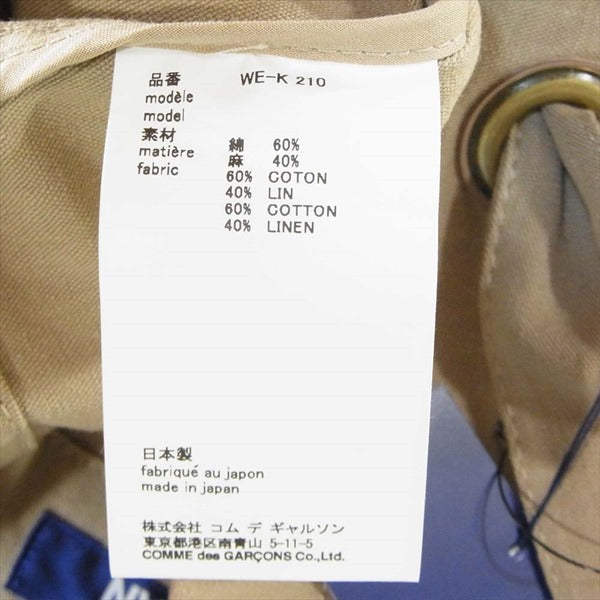 品番 WE-K 210
modèle
model
素材
matière
fabric
綿 60%
麻 40%
60% COTON
40% LIN
60% COTTON
40% LINEN
日本製
fabriqué au japon
made in japan
株式会社 コム デ ギャルソン
東京都港区南青山 5-11-5
COMME des GARÇONS Co.,Ltd.